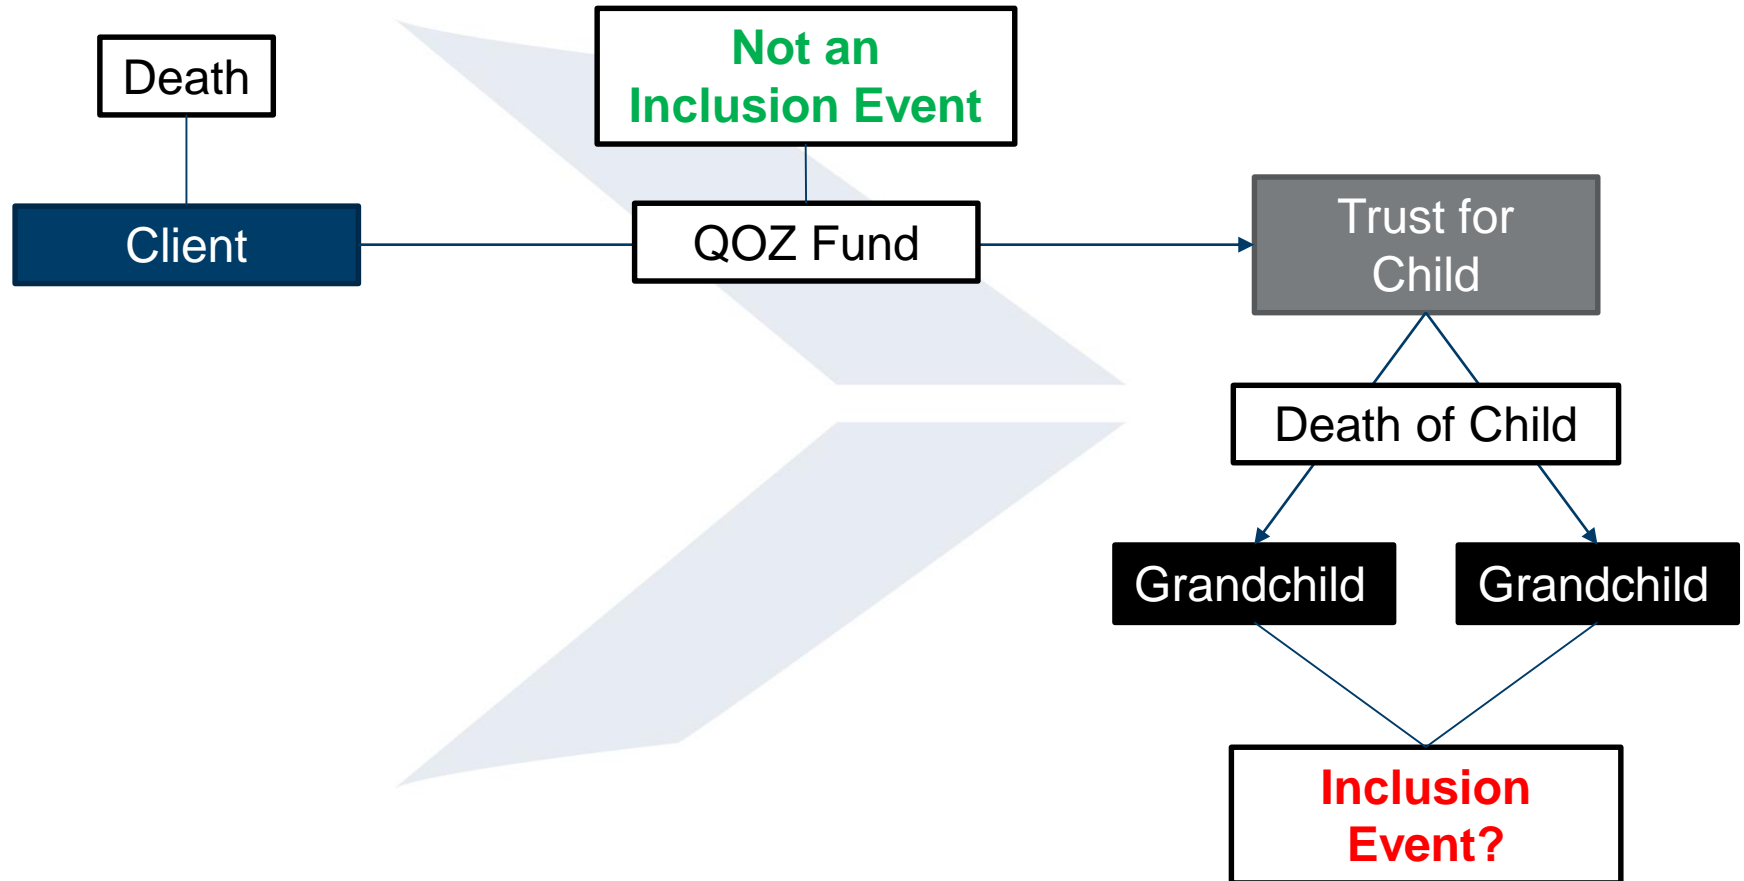 Death
Not an
Inclusion Event
Client
QOZ Fund
Trust for
Child
Death of Child
Grandchild
Grandchild
Inclusion
Event?